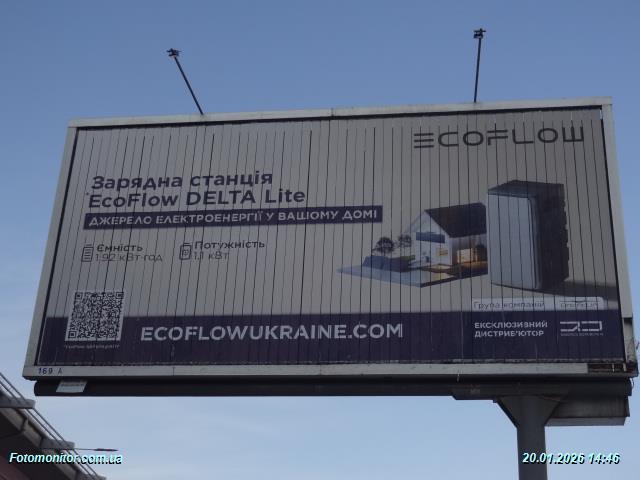 ECOFLOW
Зарядна станція
EcoFlow DELTA Lite
ДЖЕРЕЛО ЕЛЕКТРОЕНЕРГІЇ У ВАШОМУ ДОМІ
Ємність
1.92 кВт·год
Потужність
1,1 кВт
Група компаній
ECOFLOWUKRAINE.COM
ЕКСКЛЮЗИВНИЙ
ДИСТРИБ'ЮТОР
169 A
Fotomonitor.com.ua
20.01.2026 14:46